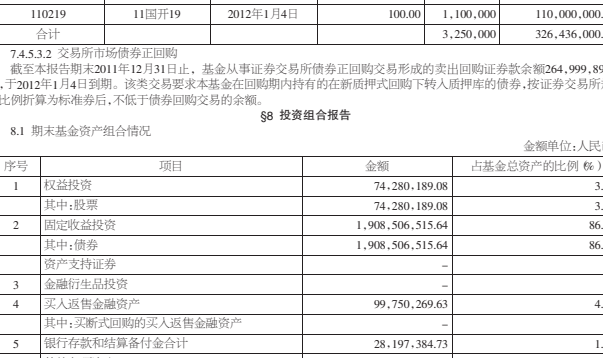 110219 11国开19 2012年1月4日 100.00 1,100,000 110,000,000.
合计 3,250,000 326,436,000.
7.4.5.3.2 交易所市场债券正回购
截至本报告期末2011年12月31日止，基金从事证券交易所债券正回购交易形成的卖出回购证券款余额264,999,89
，于2012年1月4日到期。该类交易要求本基金在回购期内持有的在新质押式回购下转入质押库的债券，按证券交易所
比例折算为标准券后，不低于债券回购交易的余额。
§8 投资组合报告
8.1 期末基金资产组合情况
金额单位：人民
序号 项目 金额 占基金总资产的比例（%）
1 权益投资 74,280,189.08 3.
其中：股票 74,280,189.08 3.
2 固定收益投资 1,908,506,515.64 86.
其中：债券 1,908,506,515.64 86.
资产支持证券 –
3 金融衍生品投资 –
4 买入返售金融资产 99,750,269.63 4.
其中：买断式回购的买入返售金融资产 –
5 银行存款和结算备付金合计 28,197,384.73 1.